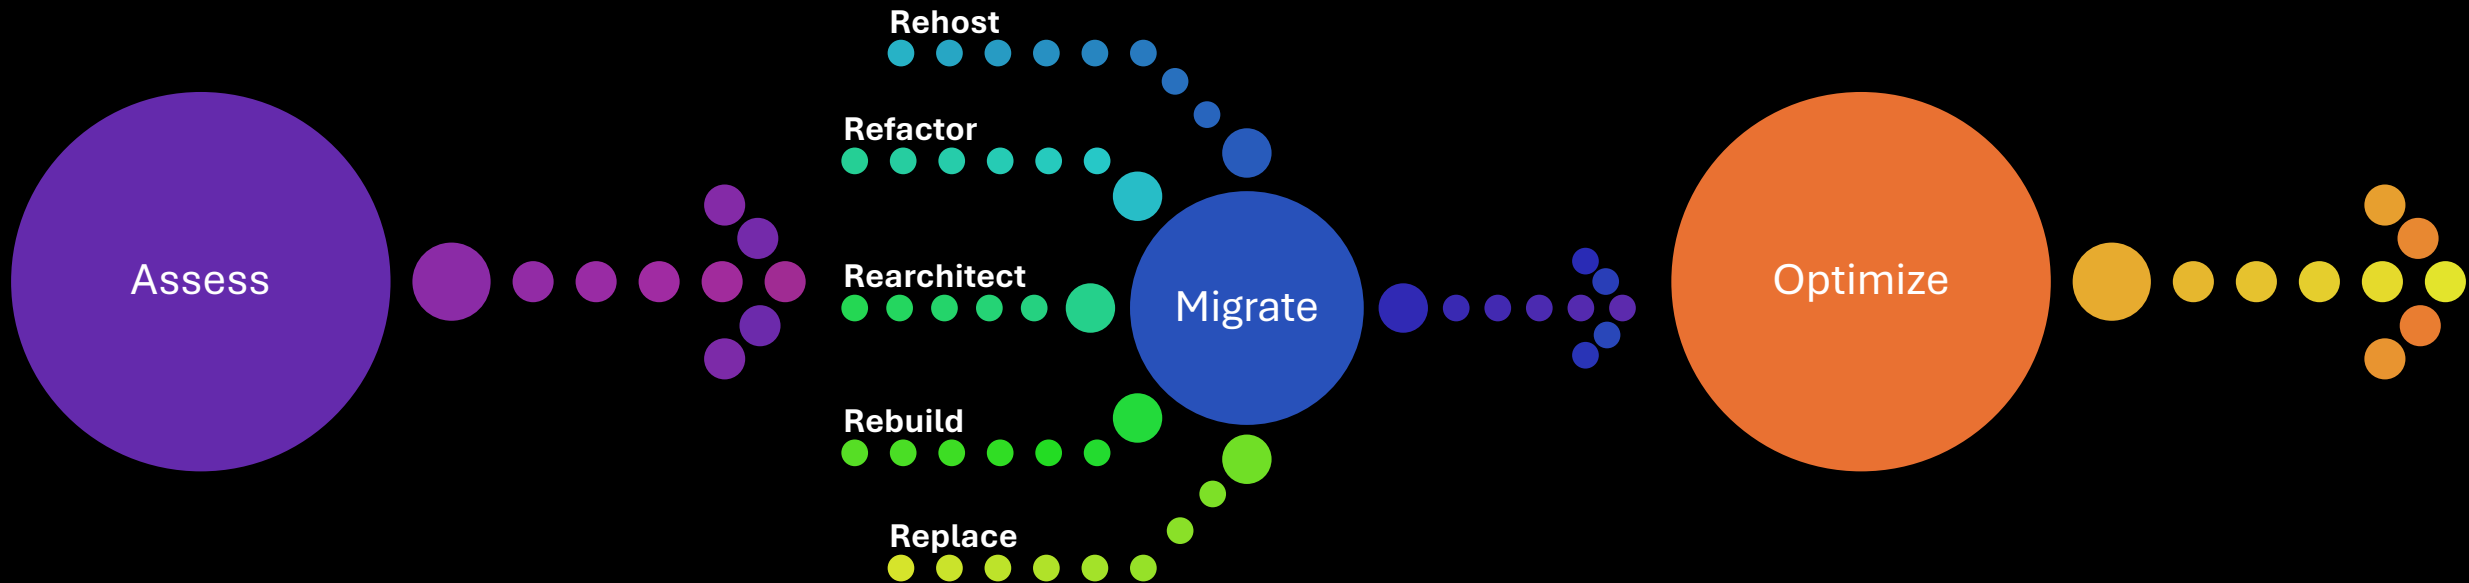 Assess
Rehost
Refactor
Rearchitect
Rebuild
Replace
Migrate
Optimize